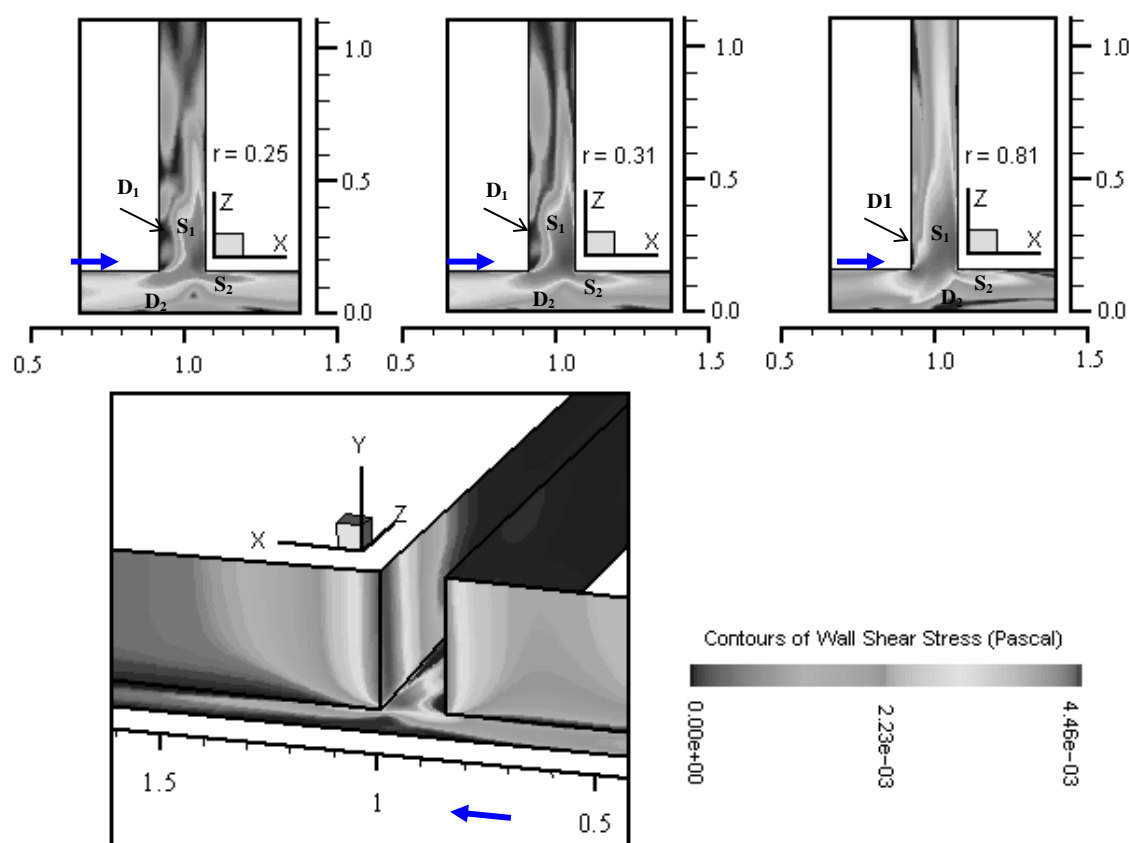 1.0
r = 0.25
0.5
D₁
Z
S₁
X
S₂
D₂
0.0
0.5
1.0
1.5
1.0
r = 0.31
0.5
D₁
Z
S₁
X
D₂
S₂
0.0
0.5
1.0
1.5
1.0
r = 0.81
0.5
D1
Z
S₁
X
S₂
D₂
0.0
0.5
1.0
1.5
Y
Z
X
1.5
1
0.5
Contours of Wall Shear Stress (Pascal)
0.00e+00
2.23e-03
4.46e-03